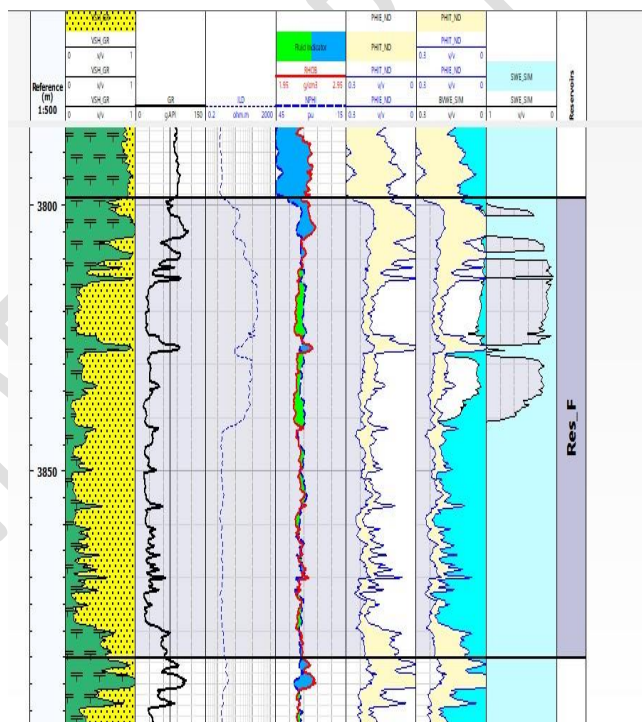 PHIE_ND
VSH_GR
PHIT_ND
0 v/v 1
VSH_GR
0 v/v 1
VSH_GR
0 v/v 1
Reference
(m)
1:500
GR
0 gAPI 150
ILD
0.2 ohm.m 2000
Fluid Indicator
RHOB
1.95 g/cm3 2.95
NPHI
45 pu 15
PHIT_ND
PHIT_ND
0.3 v/v 0
PHIE_ND
0.3 v/v 0
PHIT_ND
0.3 v/v 0
PHIE_ND
0.3 v/v 0
BVWE_SIM
0.3 v/v 0
SWE_SIM
SWE_SIM
1 v/v 0
Reservoirs
3800
3850
Res_F